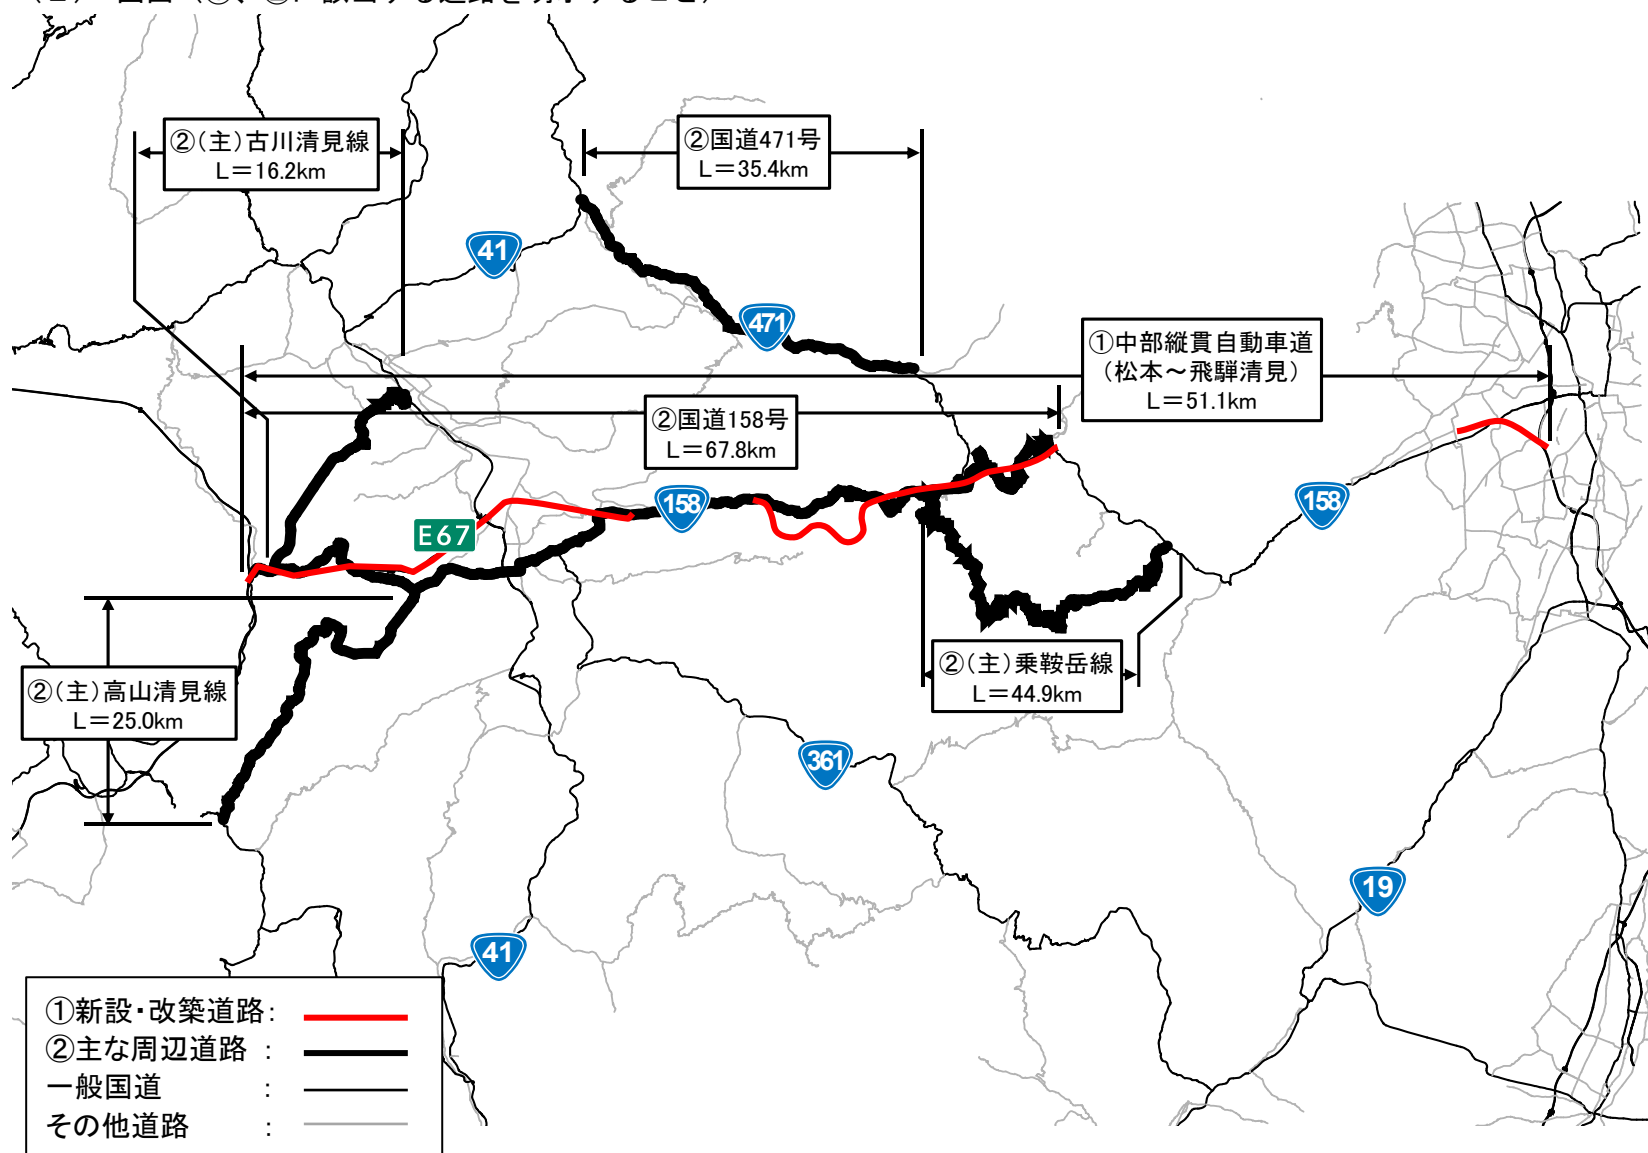 ②(主)古川清見線
L＝16.2km
②国道471号
L＝35.4km
41
471
①中部縦貫自動車道
（松本～飛騨清見）
L＝51.1km
②国道158号
L＝67.8km
158
158
E67
②(主)高山清見線
L＝25.0km
②(主)乗鞍岳線
L＝44.9km
361
19
41
①新設・改築道路：
②主な周辺道路　：
一般国道　　　　：
その他道路　　　：